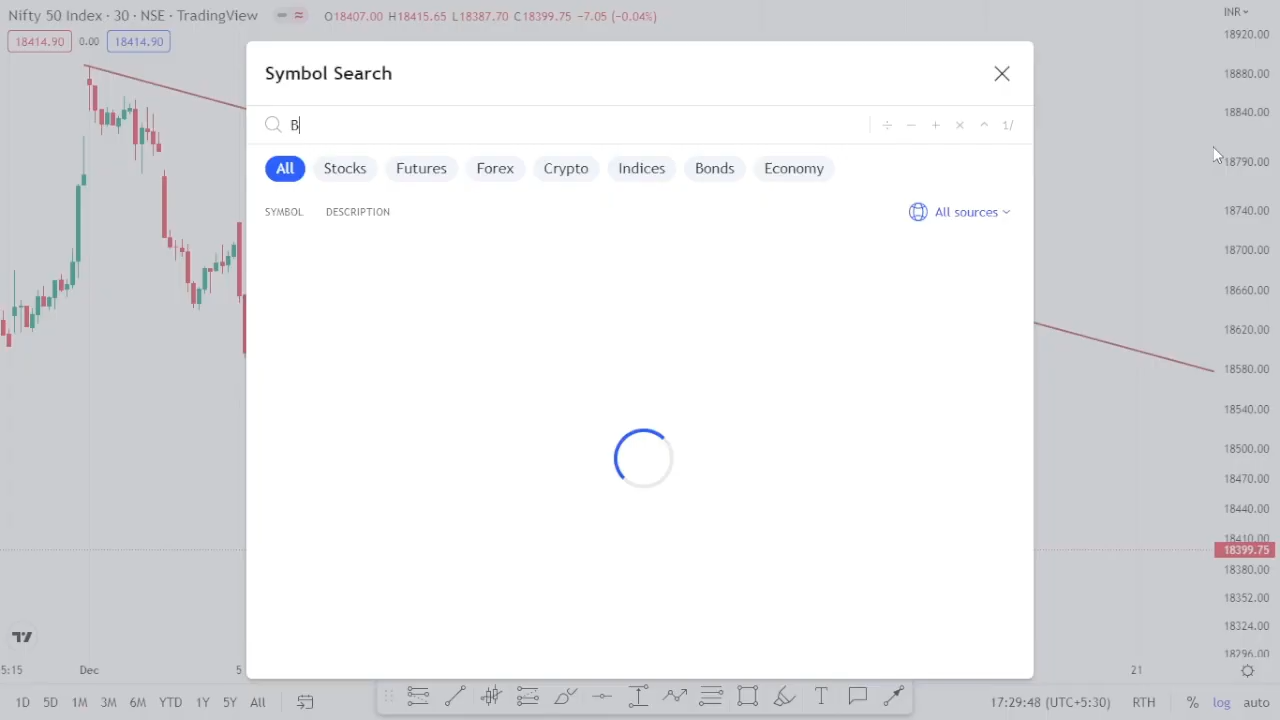 Nifty 50 Index · 30 · NSE · TradingView O18407.00 H18415.65 L18387.70 C18399.75 −7.05 (−0.04%) INR
18414.90 0.00 18414.90
Symbol Search
B ÷ − + × ^ 1/
All Stocks Futures Forex Crypto Indices Bonds Economy
SYMBOL DESCRIPTION All sources
18920.00
18880.00
18840.00
18790.00
18740.00
18700.00
18660.00
18620.00
18580.00
18540.00
18500.00
18470.00
18440.00
18410.00
18399.75
18380.00
18352.00
18324.00
18296.00
5:15 Dec 5 21
1D 5D 1M 3M 6M YTD 1Y 5Y All T 17:29:48 (UTC+5:30) RTH % log auto